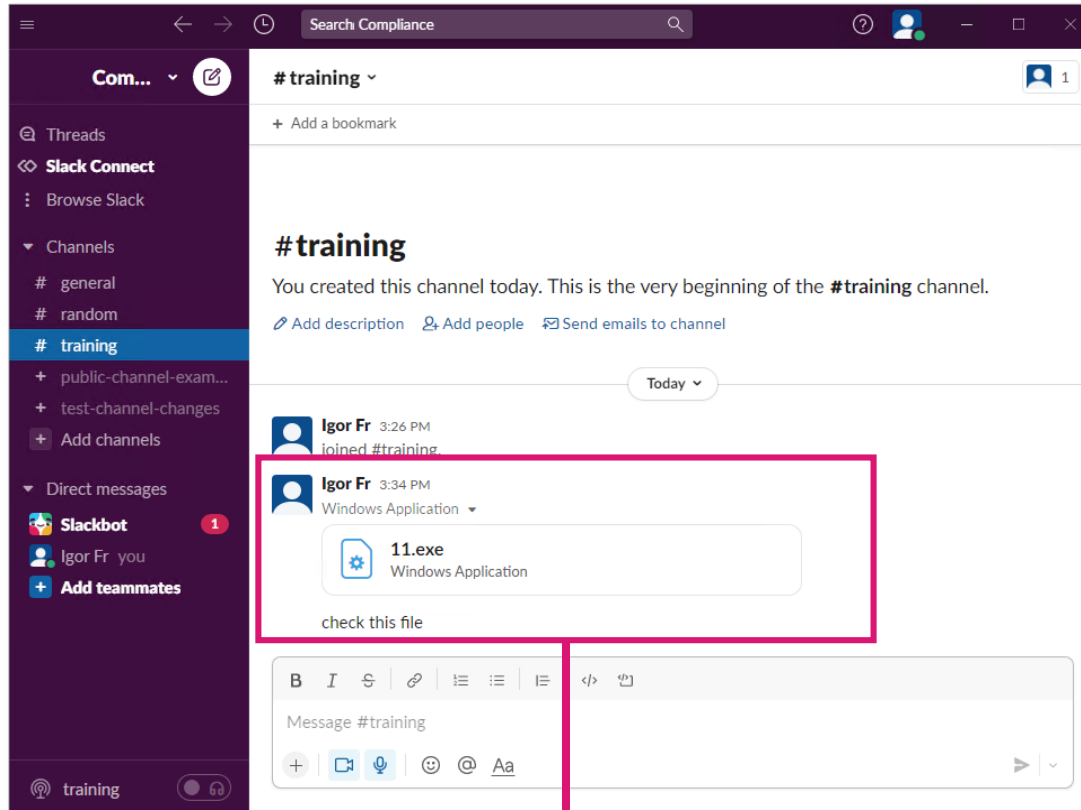 Search Compliance
Com...
# training
1
+ Add a bookmark
Threads
Slack Connect
Browse Slack
Channels
# general
# random
# training
+ public-channel-exam...
+ test-channel-changes
+ Add channels
Direct messages
Slackbot 1
Igor Fr you
+ Add teammates
training
#training
You created this channel today. This is the very beginning of the #training channel.
Add description Add people Send emails to channel
Today
Igor Fr 3:26 PM
joined #training.
Igor Fr 3:34 PM
Windows Application
11.exe
Windows Application
check this file
B I S
Message #training
+ @ Aa